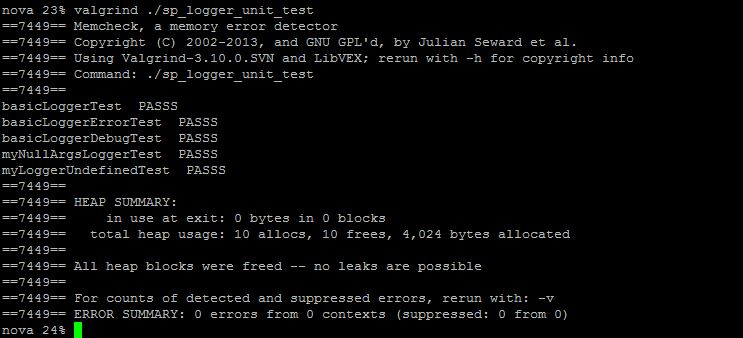 nova 23% valgrind ./sp_logger_unit_test
==7449== Memcheck, a memory error detector
==7449== Copyright (C) 2002-2013, and GNU GPL'd, by Julian Seward et al.
==7449== Using Valgrind-3.10.0.SVN and LibVEX; rerun with -h for copyright info
==7449== Command: ./sp_logger_unit_test
==7449==
basicLoggerTest  PASSS
basicLoggerErrorTest  PASSS
basicLoggerDebugTest  PASSS
myNullArgsLoggerTest  PASSS
myLoggerUndefinedTest  PASSS
==7449==
==7449== HEAP SUMMARY:
==7449==     in use at exit: 0 bytes in 0 blocks
==7449==   total heap usage: 10 allocs, 10 frees, 4,024 bytes allocated
==7449==
==7449== All heap blocks were freed -- no leaks are possible
==7449==
==7449== For counts of detected and suppressed errors, rerun with: -v
==7449== ERROR SUMMARY: 0 errors from 0 contexts (suppressed: 0 from 0)
nova 24%